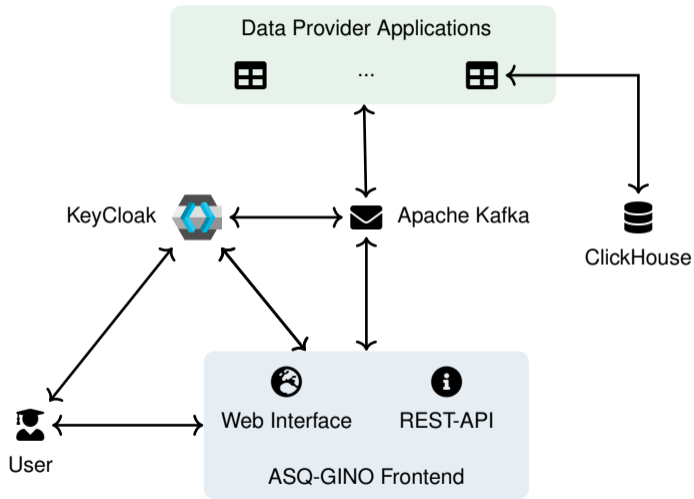 Data Provider Applications
...
KeyCloak
Apache Kafka
ClickHouse
Web Interface
REST-API
User
ASQ-GINO Frontend